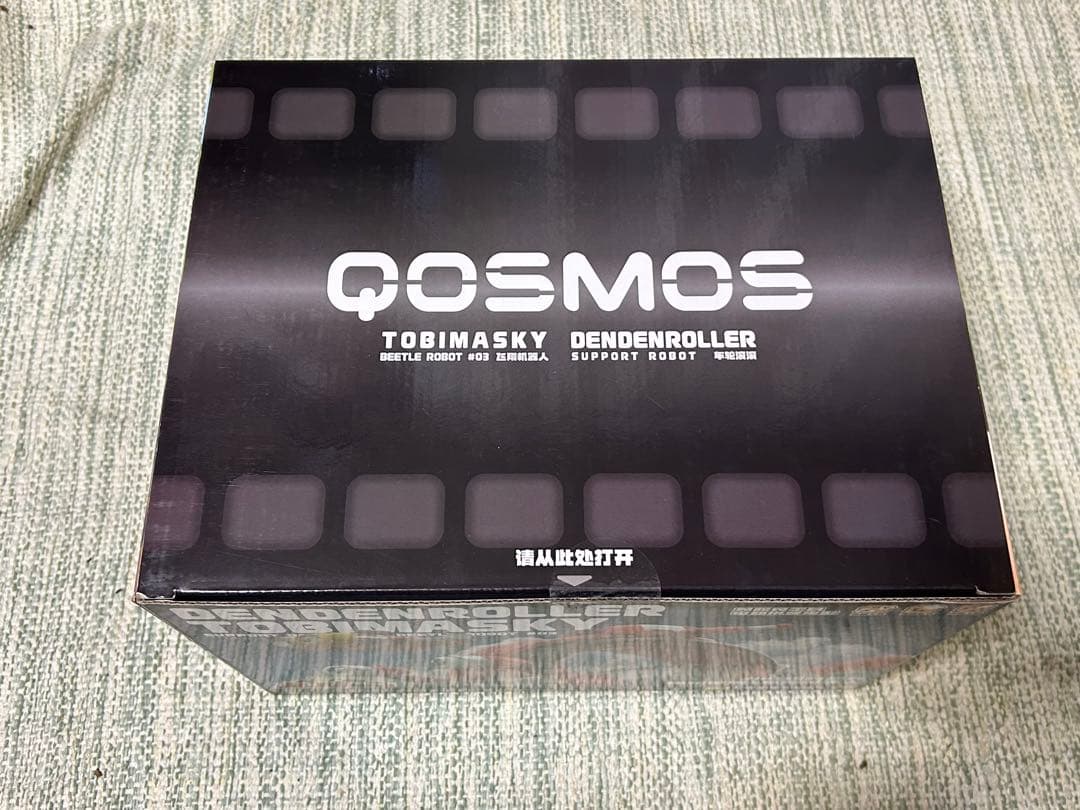 QOSMOS
TOBIMASKY DENDENROLLER
BEETLE ROBOT #03 飞翔机器人 SUPPORT ROBOT 车轮滚滚
请从此处打开
DENDENROLLER
TOBIMASKY